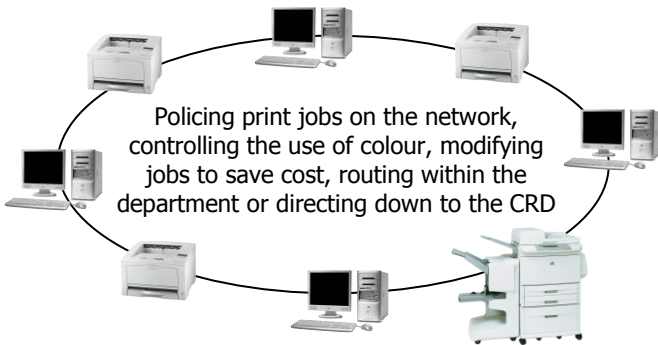 Policing print jobs on the network,
controlling the use of colour, modifying
jobs to save cost, routing within the
department or directing down to the CRD